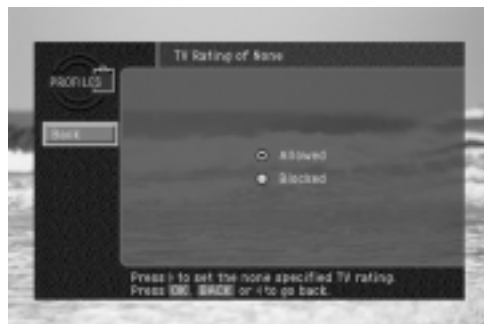 TV Rating of None
PROFILES
Back
Allowed
Blocked
Press › to set the none specified TV rating.
Press OK, BACK or ‹ to go back.